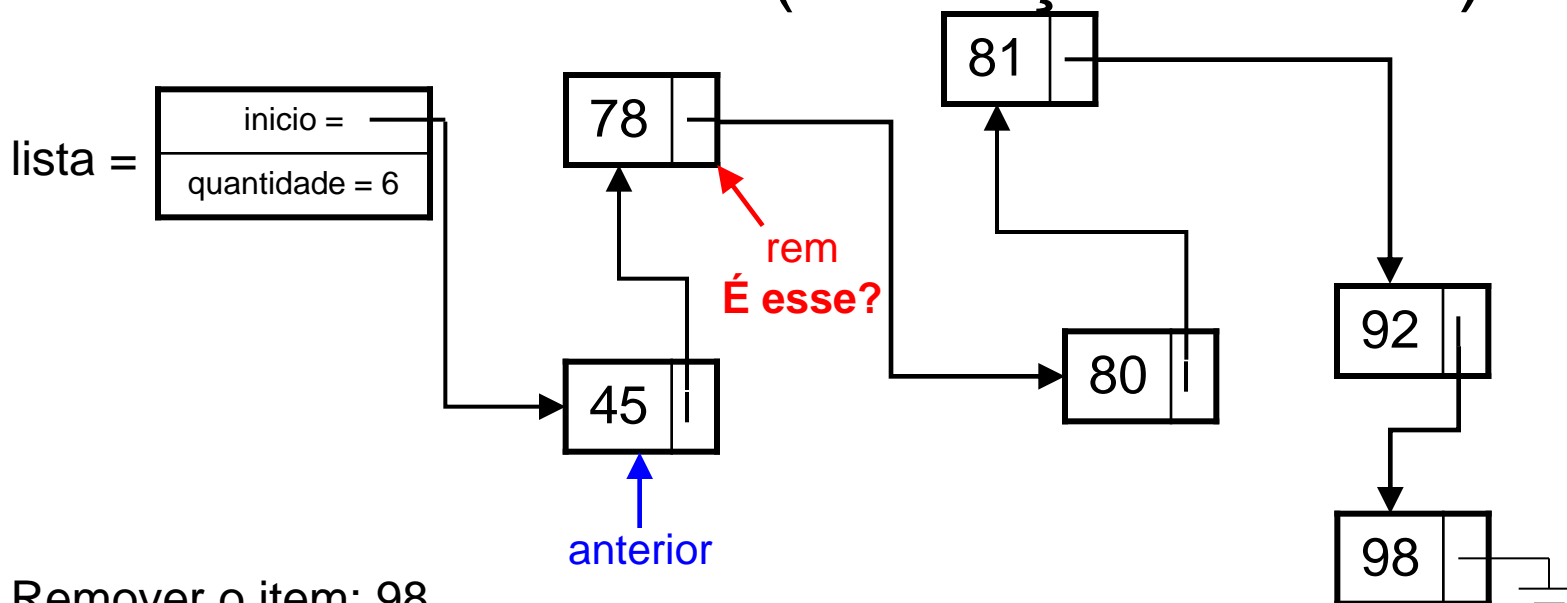 81
78
inicio =
lista =
quantidade = 6
rem
É esse?
92
80
45
anterior
98
Remover o item: 98